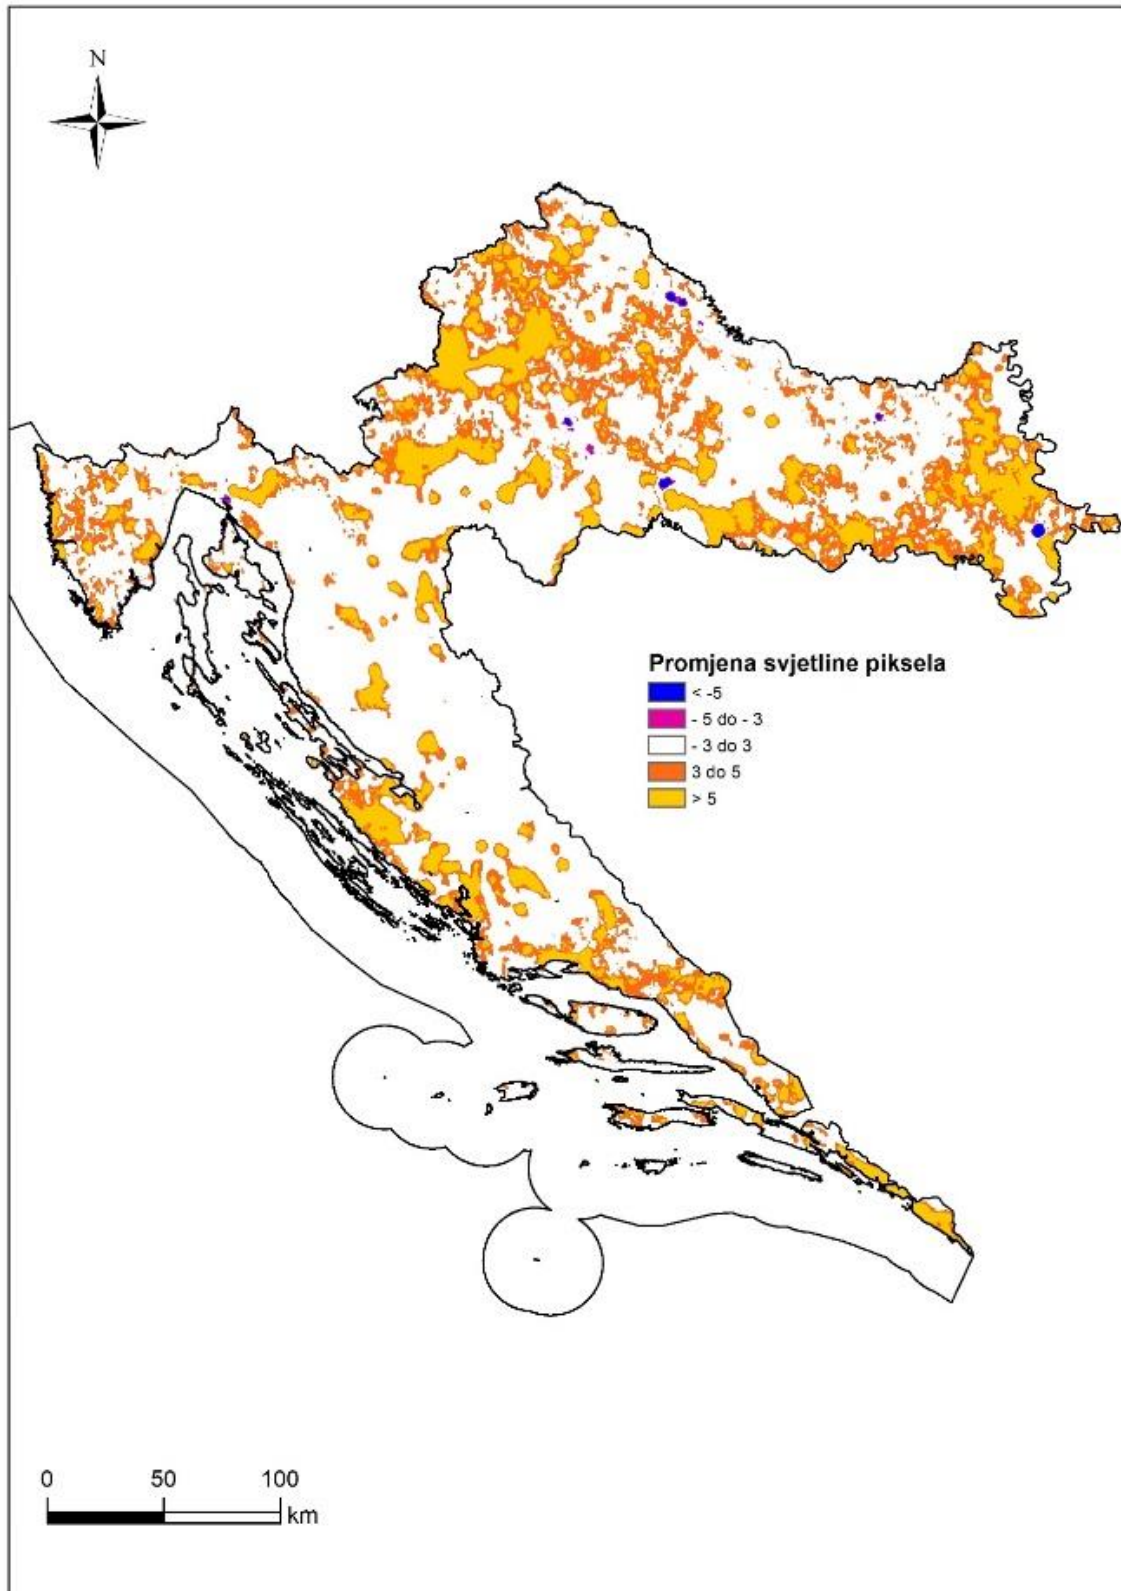 N
Promjena svjetline piksela
< -5
- 5 do - 3
- 3 do 3
3 do 5
> 5
0 50 100
km